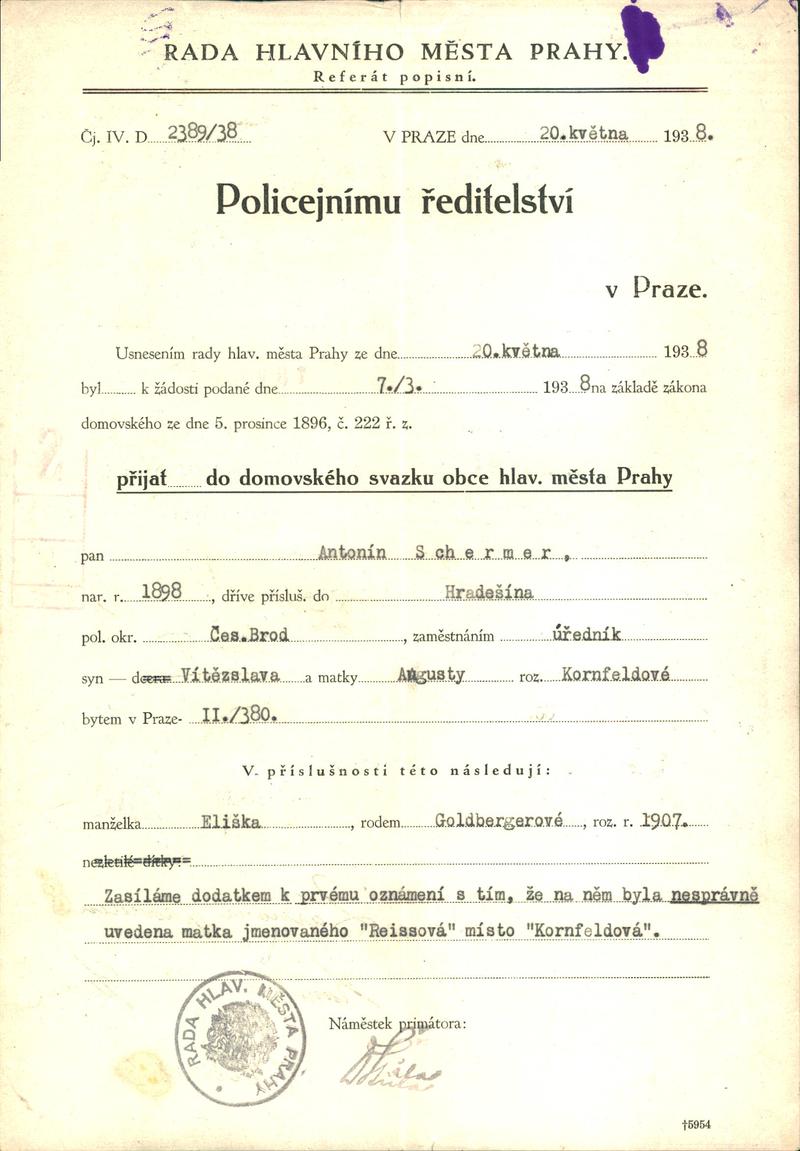 RADA HLAVNÍHO MĚSTA PRAHY.
Referát popisní.
Čj. IV. D 2389/38 V PRAZE dne 20.května 1938.
Policejnímu ředitelství
v Praze.
Usnesením rady hlav. města Prahy ze dne 20.května 1938
byl k žádosti podané dne 7./3. 1938 na základě zákona
domovského ze dne 5. prosince 1896, č. 222 ř. z.
přijat do domovského svazku obce hlav. města Prahy
pan Antonín Schermer,
nar. r. 1898, dříve přísluš. do Hradešína
pol. okr. Čes.Brod, zaměstnáním úředník
syn — dcera Vítězslava a matky Augusty roz. Kornfeldové
bytem v Praze- II./380.
V příslušnosti této následují:
manželka Eliška, rodem Goldbergerové, roz. r. 1907.
nezletilé dítky:
Zasíláme dodatkem k prvému oznámení s tím, že na něm byla nesprávně
uvedena matka jmenovaného "Reissová" místo "Kornfeldová".
RADA HLAV. MĚSTA PRAHY
Náměstek primátora:
†5954